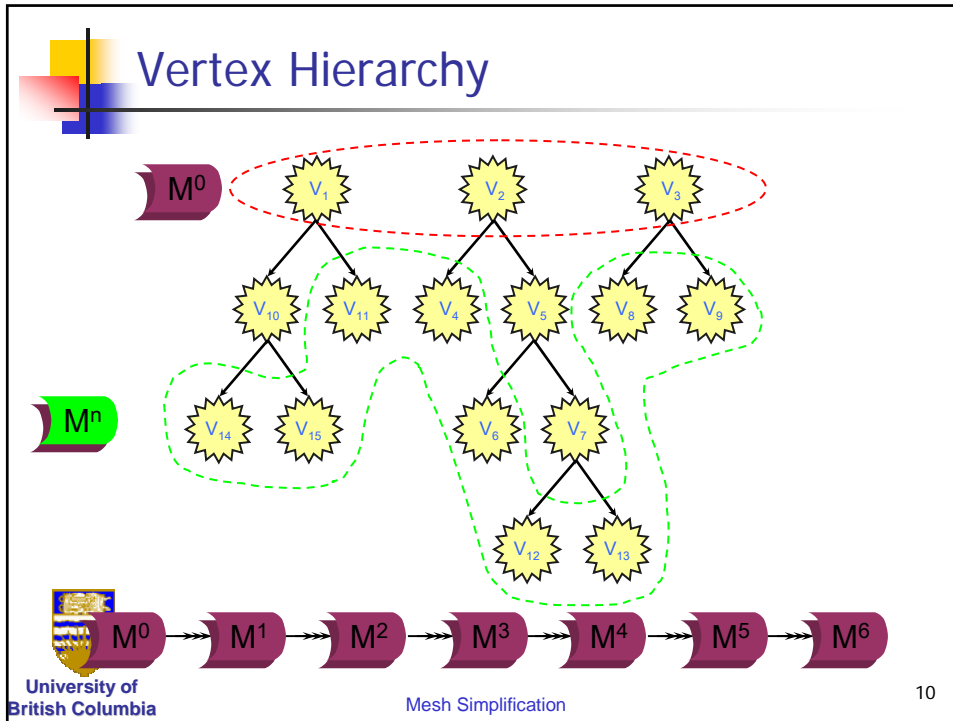 Vertex Hierarchy
M⁰
V₁ V₂ V₃
V₁₀ V₁₁ V₄ V₅ V₈ V₉
Mⁿ
V₁₄ V₁₅ V₆ V₇
V₁₂ V₁₃
M⁰ M¹ M² M³ M⁴ M⁵ M⁶
University of
British Columbia
Mesh Simplification
10